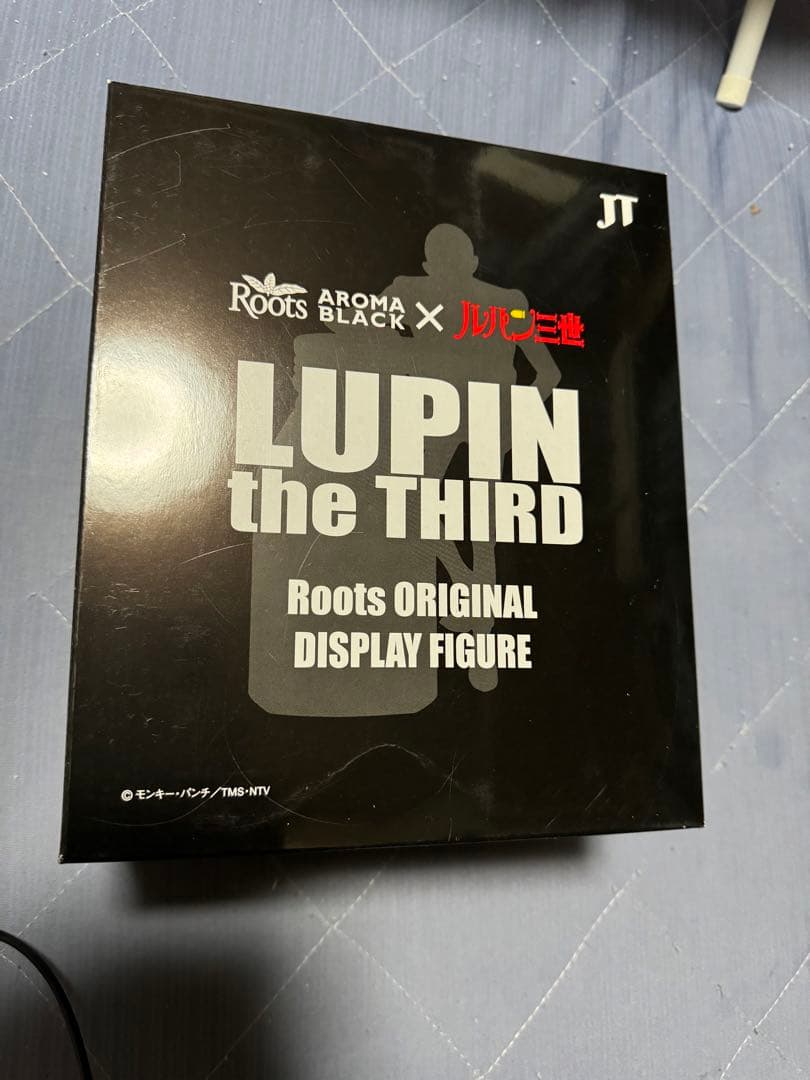 JT
Roots AROMA BLACK × ルパン三世
LUPIN
the THIRD
Roots ORIGINAL
DISPLAY FIGURE
©モンキー・パンチ/TMS・NTV